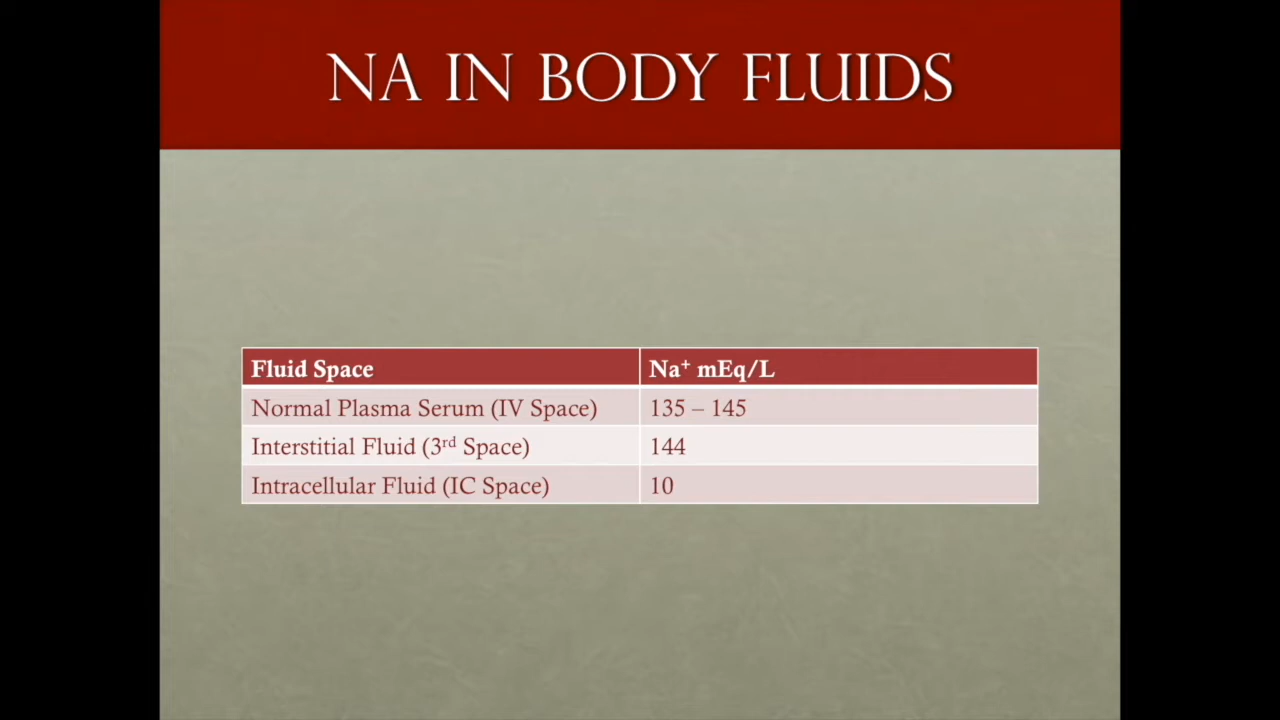 NA IN BODY FLUIDS
Fluid Space Na⁺ mEq/L
Normal Plasma Serum (IV Space) 135 – 145
Interstitial Fluid (3ʳᵈ Space) 144
Intracellular Fluid (IC Space) 10